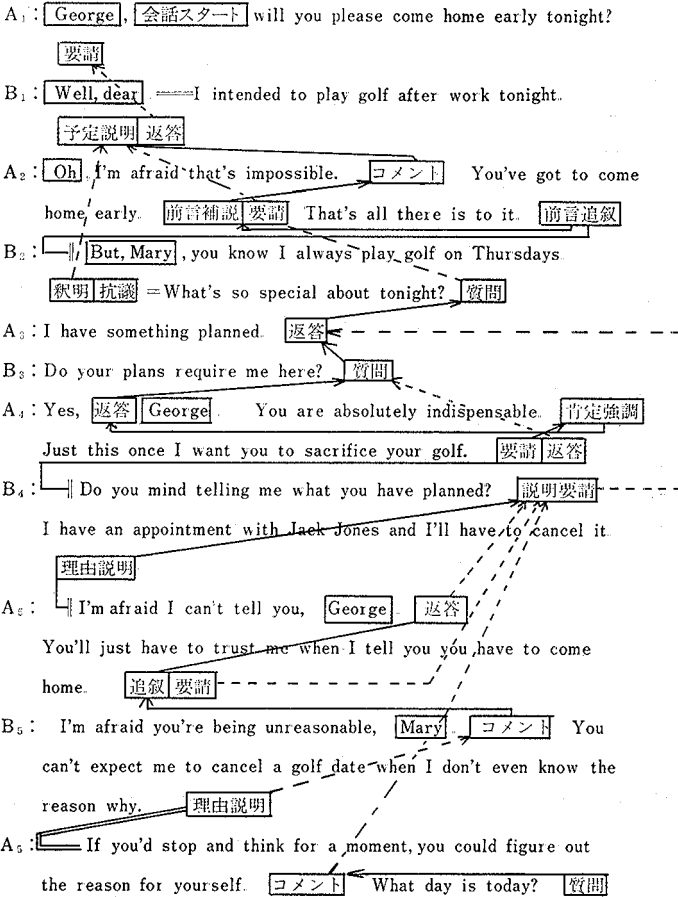 A₁: George, 会話スタート will you please come home early tonight?
要請
B₁: Well, dear I intended to play golf after work tonight.
予定説明 返答
A₂: Oh I'm afraid that's impossible. コメント You've got to come
home early. 前言補説 要請 That's all there is to it. 前言追叙
B₂: But, Mary, you know I always play golf on Thursdays
釈明 抗議 =What's so special about tonight? 質問
A₃: I have something planned. 返答
B₃: Do your plans require me here? 質問
A₄: Yes, 返答 George You are absolutely indispensable. 肯定強調
Just this once I want you to sacrifice your golf. 要請 返答
B₄: Do you mind telling me what you have planned? 説明要請
I have an appointment with Jack Jones and I'll have to cancel it
理由説明
A₅: I'm afraid I can't tell you, George 返答
You'll just have to trust me when I tell you you have to come
home. 追叙 要請
B₅: I'm afraid you're being unreasonable, Mary. コメント You
can't expect me to cancel a golf date when I don't even know the
reason why. 理由説明
A₅: If you'd stop and think for a moment, you could figure out
the reason for yourself. コメント What day is today? 質問